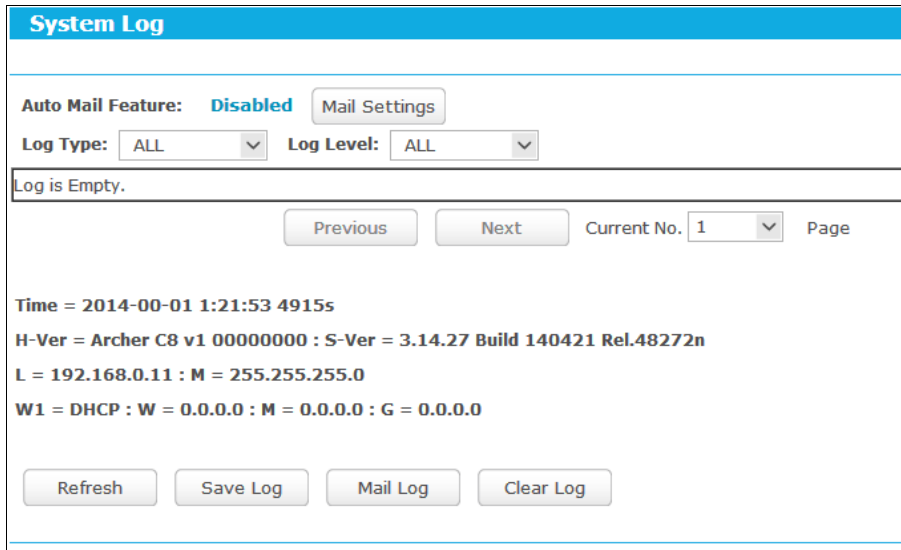 System Log
Auto Mail Feature: Disabled Mail Settings
Log Type: ALL Log Level: ALL
Log is Empty.
Previous Next Current No. 1 Page
Time = 2014-00-01 1:21:53 4915s
H-Ver = Archer C8 v1 00000000 : S-Ver = 3.14.27 Build 140421 Rel.48272n
L = 192.168.0.11 : M = 255.255.255.0
W1 = DHCP : W = 0.0.0.0 : M = 0.0.0.0 : G = 0.0.0.0
Refresh Save Log Mail Log Clear Log